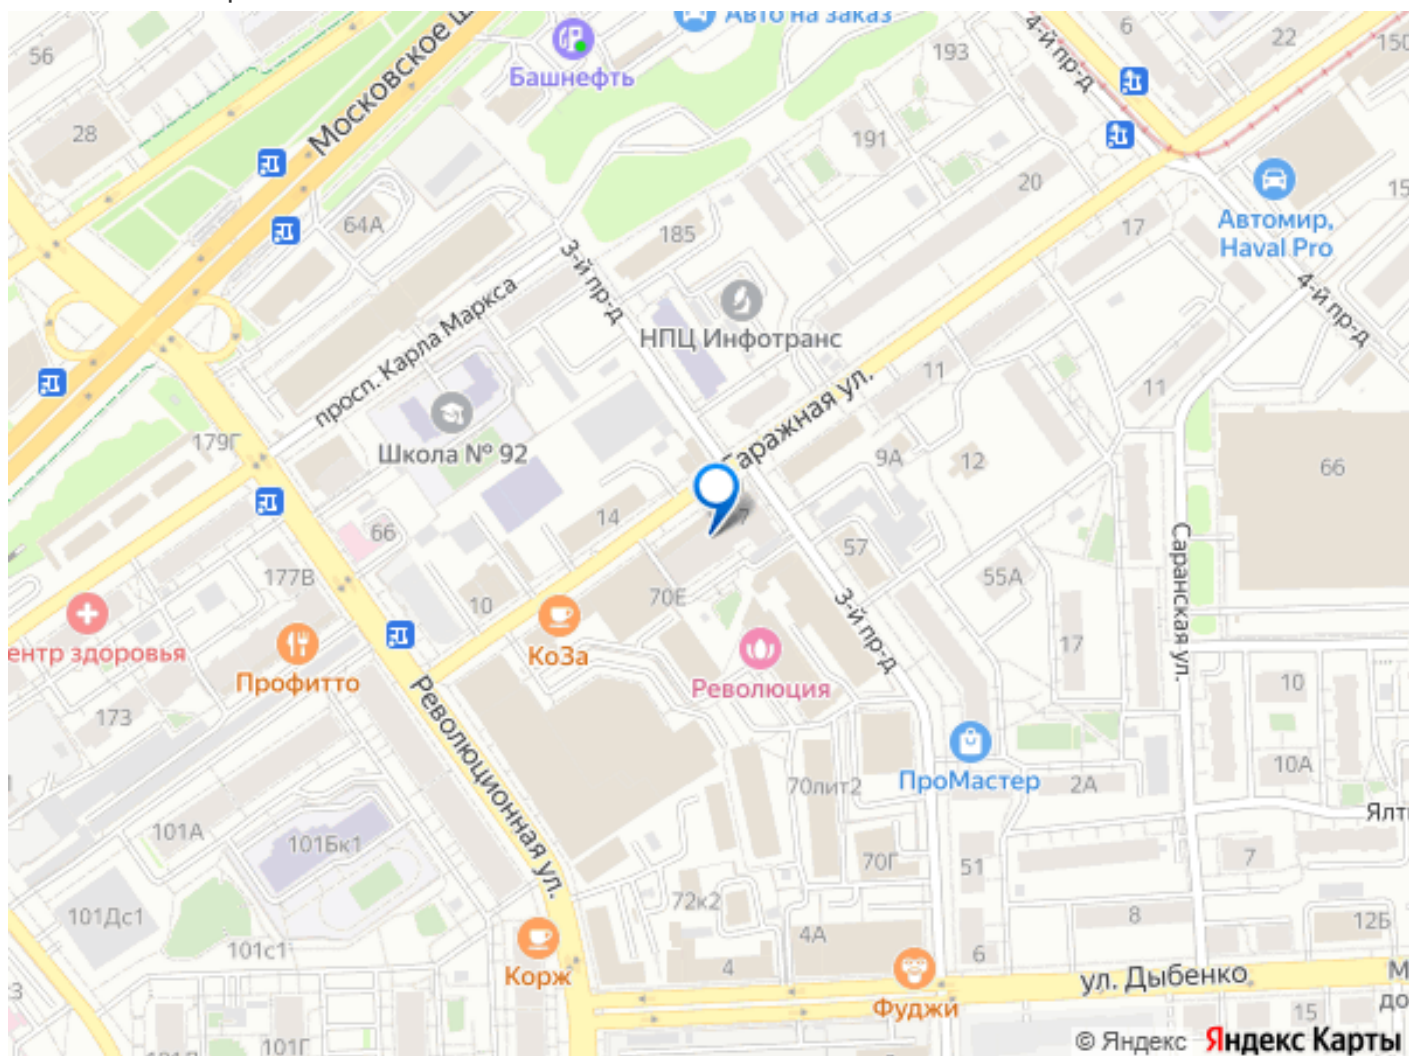 Авто на заказ
6
22
150
56
Московское ш
Башнефть
193
4-й пр-д
28
191
20
15
64А
3-й пр-д
185
17
Автомир,
Haval Pro
просп. Карла Маркса
НПЦ Инфотранс
4-й пр-д
11
11
Гаражная ул.
179Г
Школа № 92
9А
12
66
14
7
66
57
Саранская ул.
177В
55А
10
70Е
3-й пр-д
КоЗа
17
ентр здоровья
Профитто
Революция
10
173
Революционная ул.
ПроМастер
10А
70лит2
2А
Ялт
101А
101Бк1
70Г
51
7
72к2
101Дс1
8
12Б
101с1
4А
6
Корж
4
ул. Дыбенко
М
3
Фуджи
15
до
101Г
© Яндекс Яндекс Карты